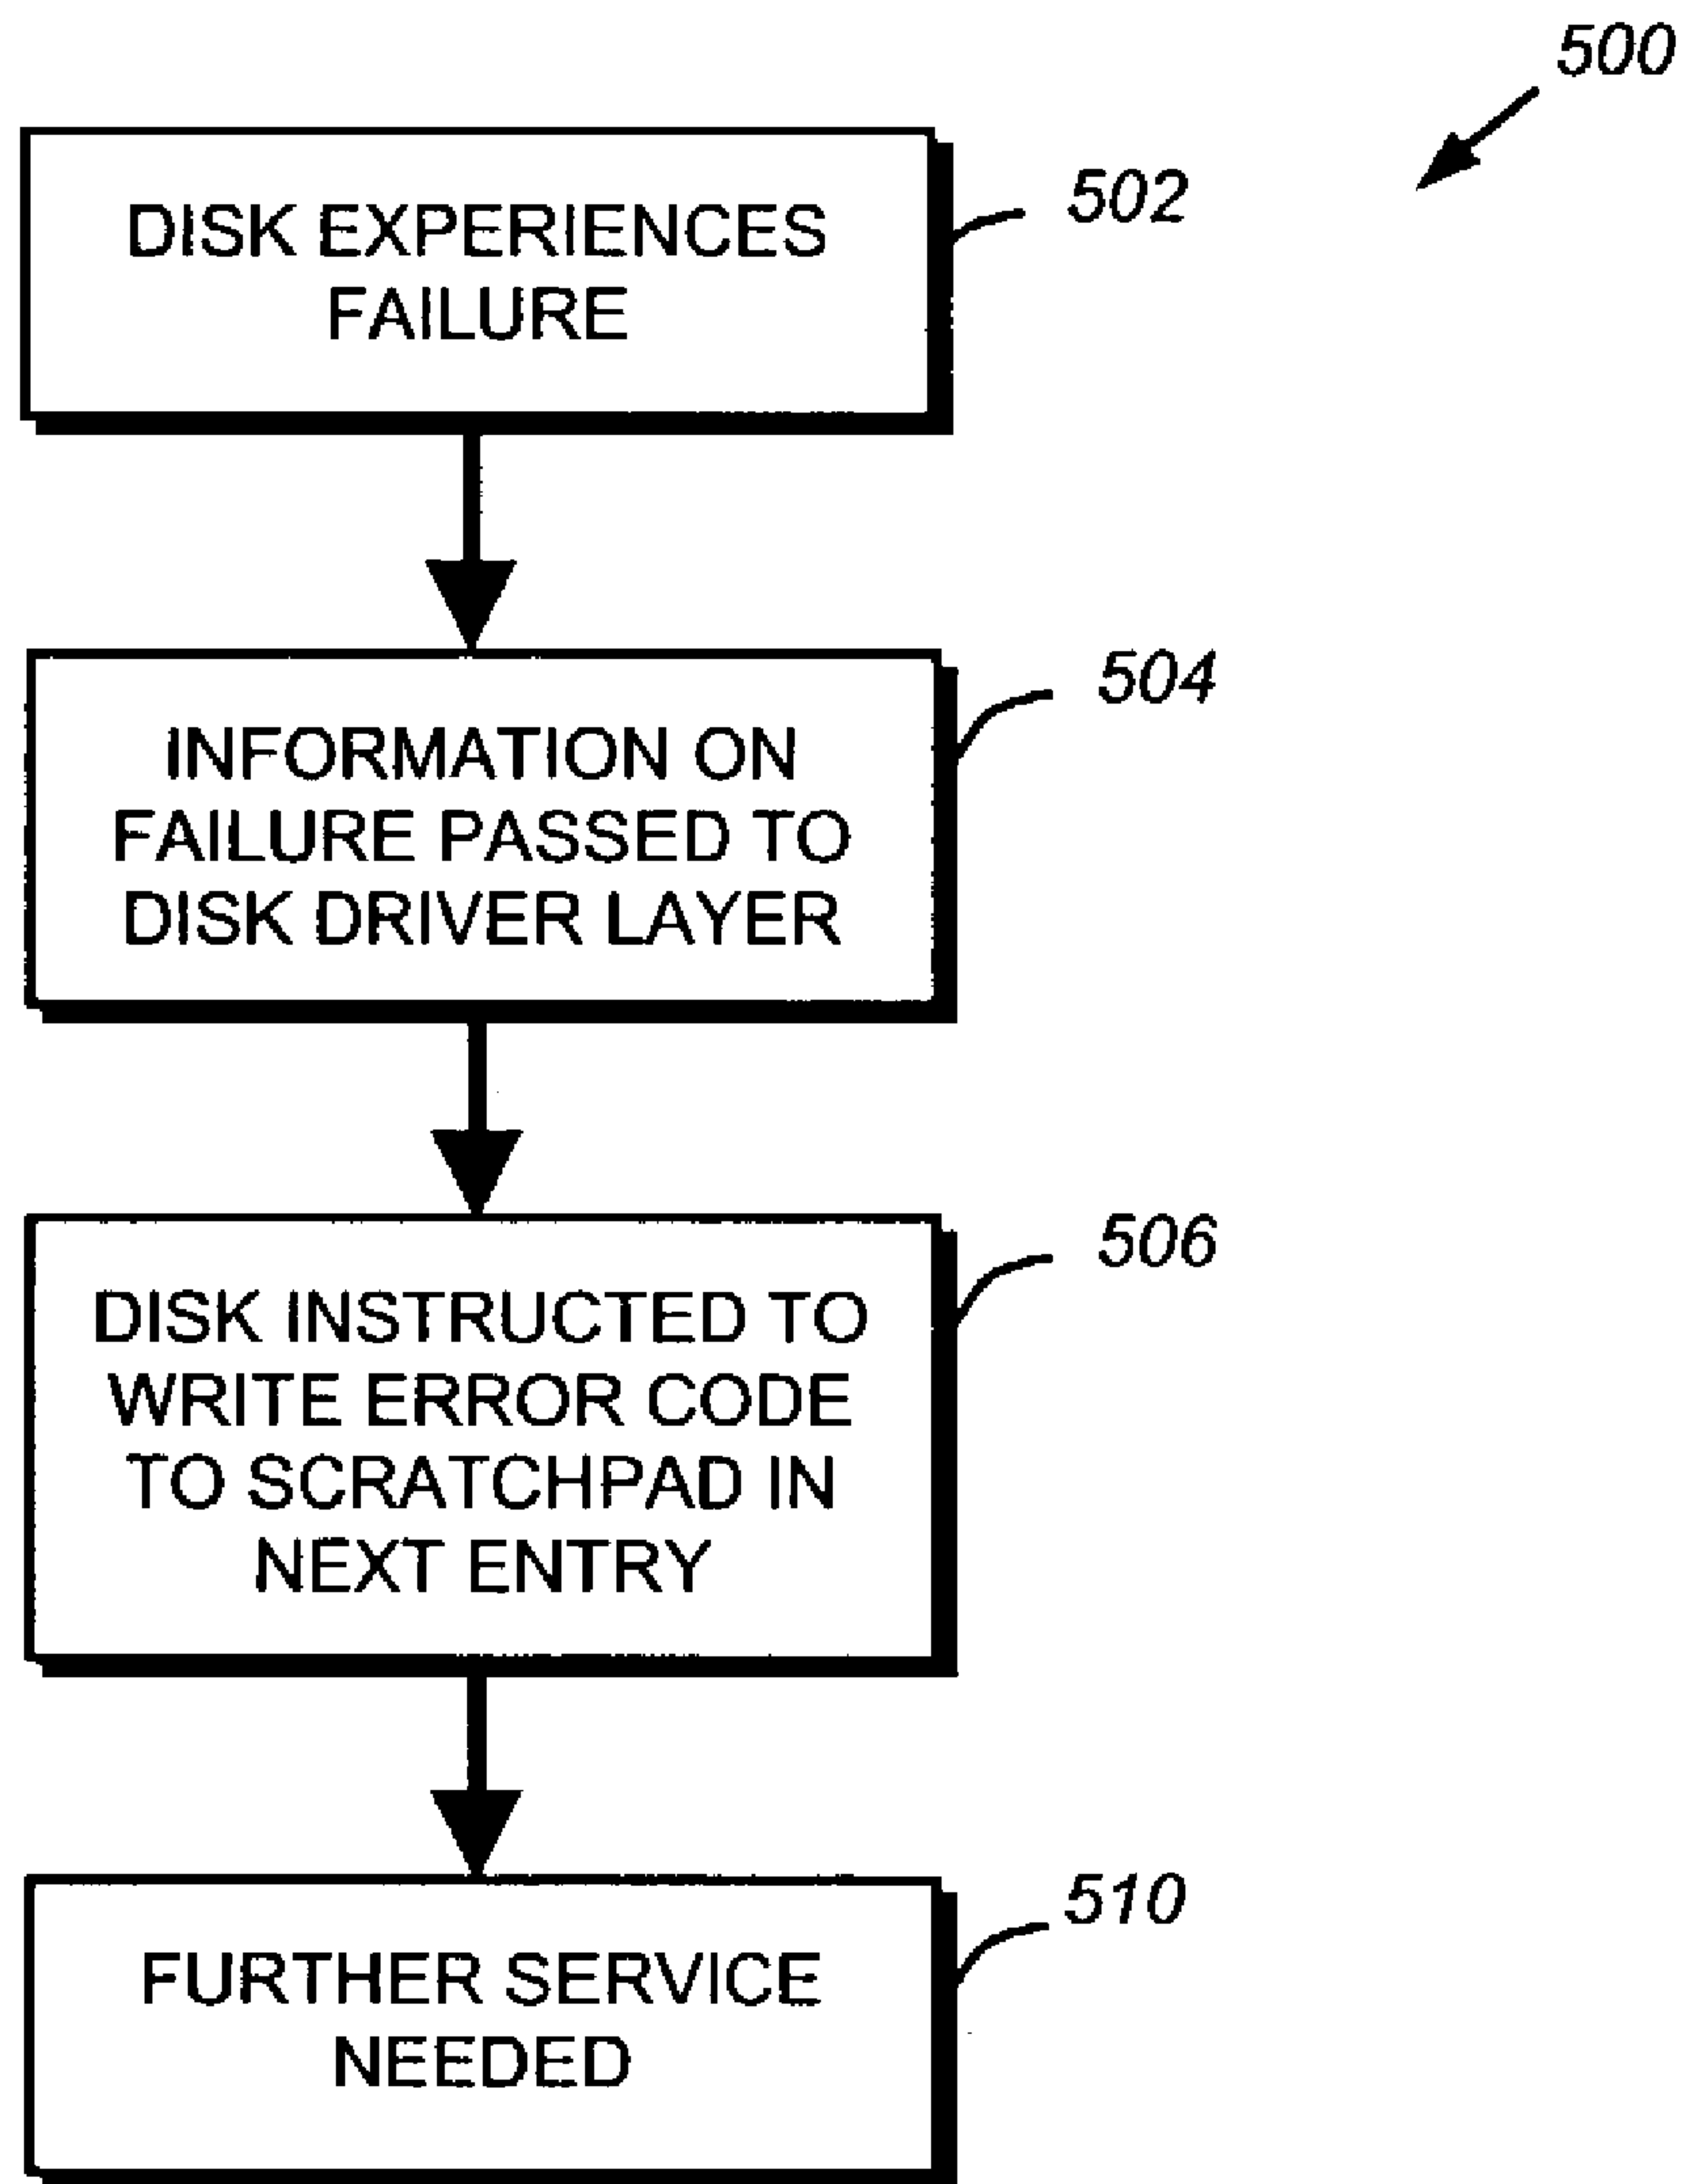 500
502
DISK EXPERIENCES
FAILURE
504
INFORMATION ON
FAILURE PASSED TO
DISK DRIVER LAYER
506
DISK INSTRUCTED TO
WRITE ERROR CODE
TO SCRATCHPAD IN
NEXT ENTRY
510
FURTHER SERVICE
NEEDED